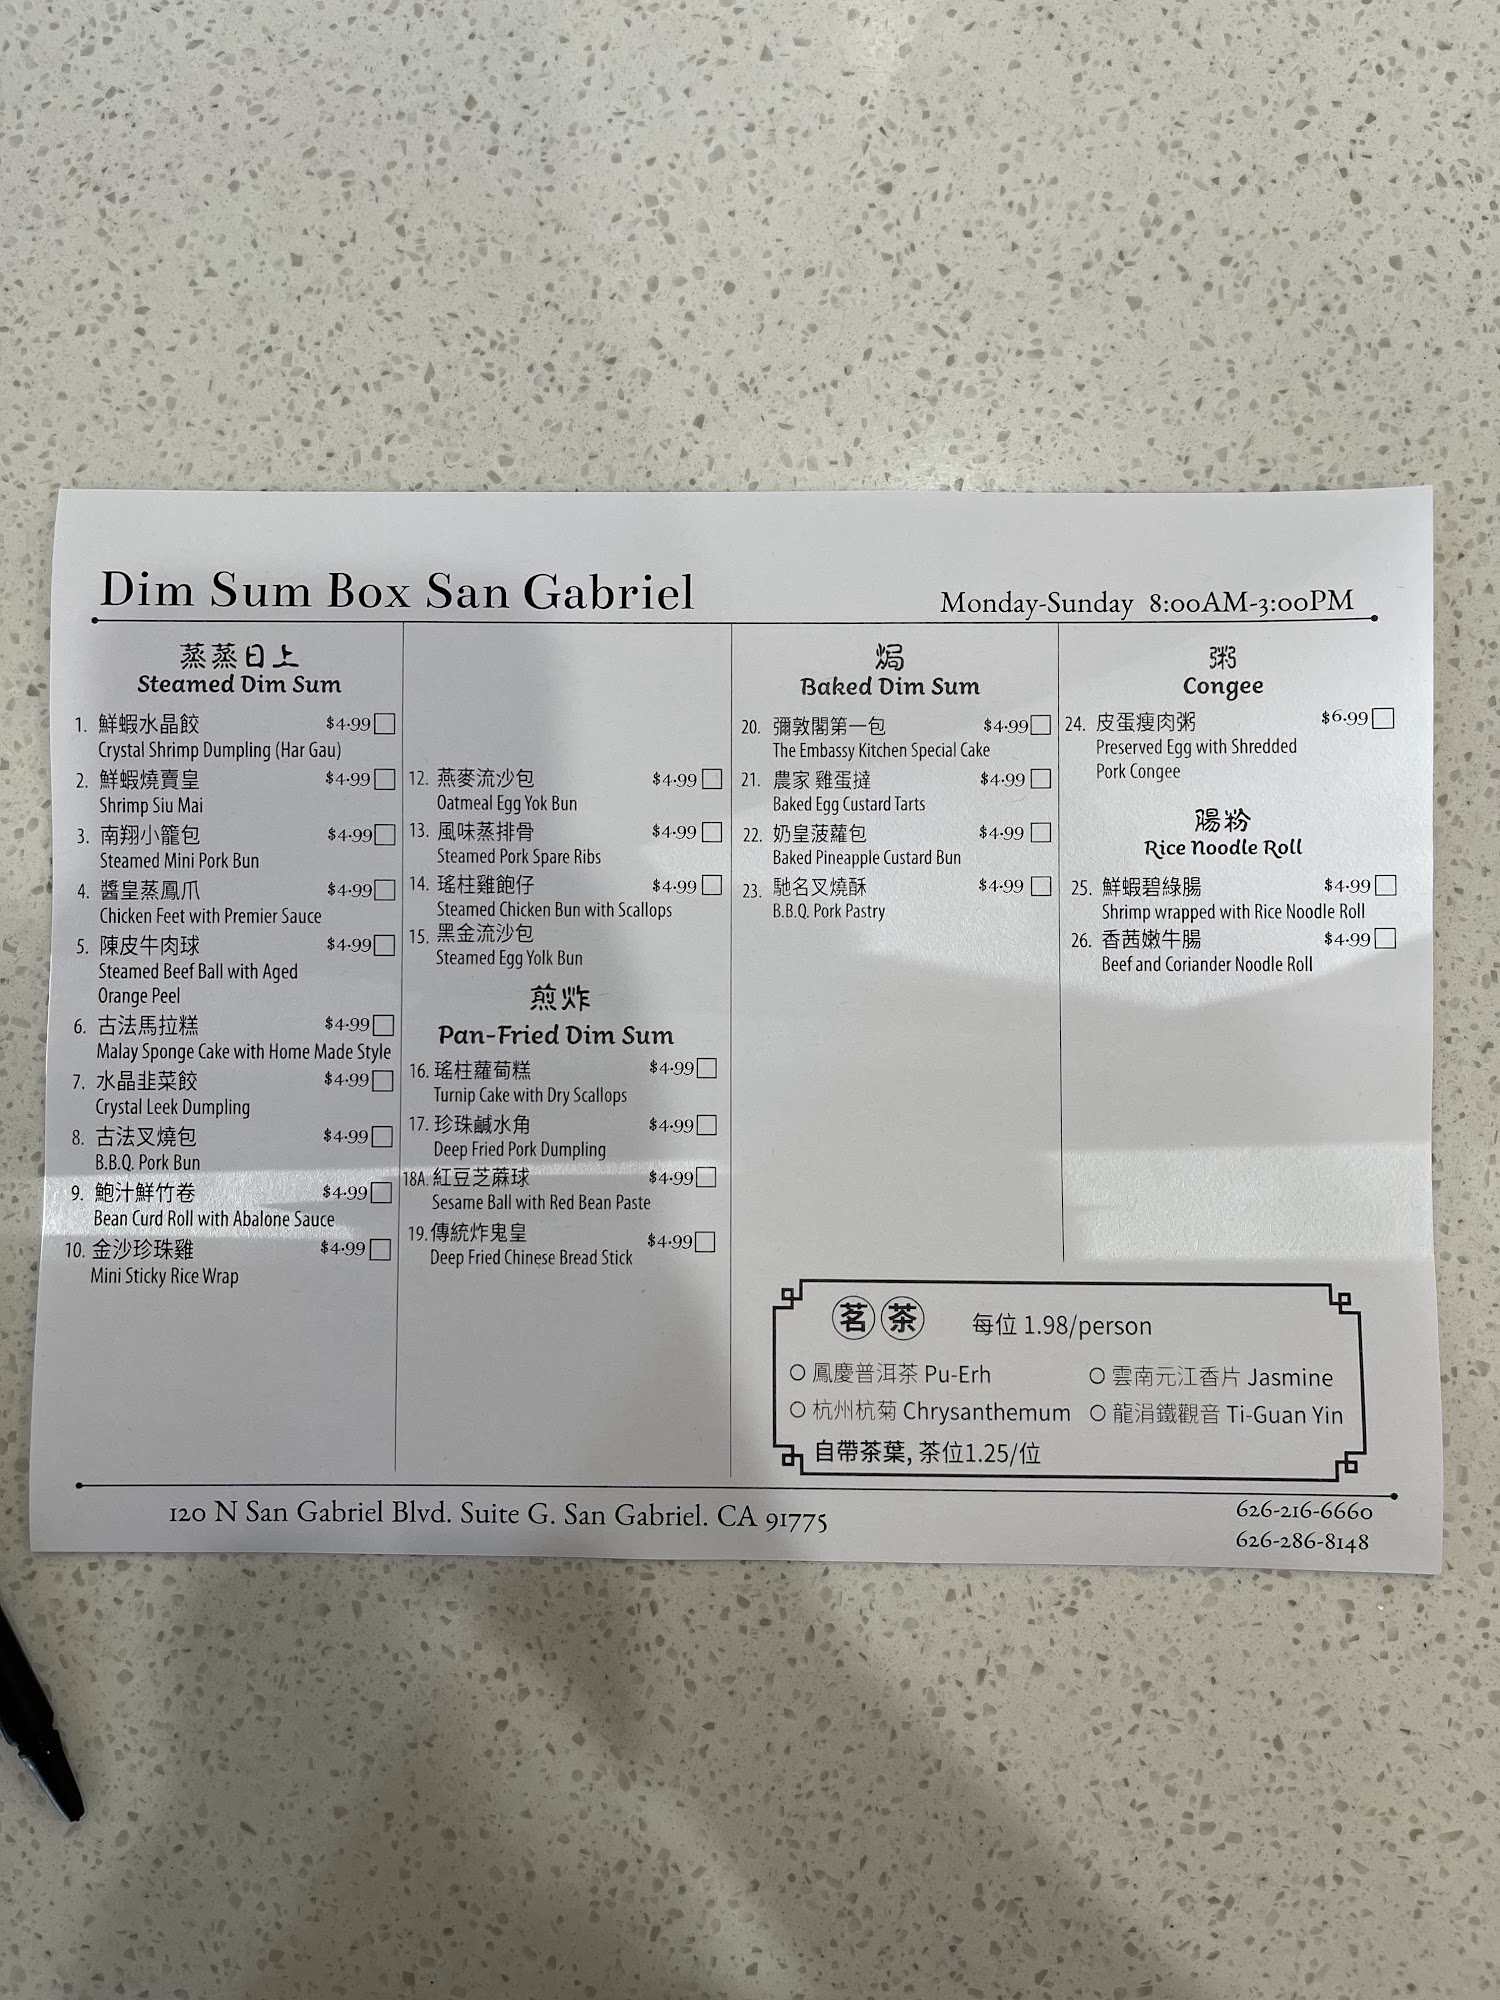 Dim Sum Box San Gabriel
Monday-Sunday 8:00AM-3:00PM
蒸蒸日上
Steamed Dim Sum
1. 鮮蝦水晶餃 $4.99
Crystal Shrimp Dumpling (Har Gau)
2. 鮮蝦燒賣皇 $4.99
Shrimp Siu Mai
3. 南翔小籠包 $4.99
Steamed Mini Pork Bun
4. 醬皇蒸鳳爪 $4.99
Chicken Feet with Premier Sauce
5. 陳皮牛肉球 $4.99
Steamed Beef Ball with Aged
Orange Peel
6. 古法馬拉糕 $4.99
Malay Sponge Cake with Home Made Style
7. 水晶韭菜餃 $4.99
Crystal Leek Dumpling
8. 古法叉燒包 $4.99
B.B.Q. Pork Bun
9. 鮑汁鮮竹卷 $4.99
Bean Curd Roll with Abalone Sauce
10. 金沙珍珠雞 $4.99
Mini Sticky Rice Wrap
12. 燕麥流沙包 $4.99
Oatmeal Egg Yok Bun
13. 風味蒸排骨 $4.99
Steamed Pork Spare Ribs
14. 瑤柱雞飽仔 $4.99
Steamed Chicken Bun with Scallops
15. 黑金流沙包
Steamed Egg Yolk Bun
煎炸
Pan-Fried Dim Sum
16. 瑤柱蘿蔔糕 $4.99
Turnip Cake with Dry Scallops
17. 珍珠鹹水角 $4.99
Deep Fried Pork Dumpling
18A. 紅豆芝蔴球 $4.99
Sesame Ball with Red Bean Paste
19. 傳統炸鬼皇 $4.99
Deep Fried Chinese Bread Stick
焗
Baked Dim Sum
20. 彌敦閣第一包 $4.99
The Embassy Kitchen Special Cake
21. 農家 雞蛋撻 $4.99
Baked Egg Custard Tarts
22. 奶皇菠蘿包 $4.99
Baked Pineapple Custard Bun
23. 馳名叉燒酥 $4.99
B.B.Q. Pork Pastry
粥
Congee
24. 皮蛋瘦肉粥 $6.99
Preserved Egg with Shredded
Pork Congee
腸粉
Rice Noodle Roll
25. 鮮蝦碧綠腸 $4.99
Shrimp wrapped with Rice Noodle Roll
26. 香茜嫩牛腸 $4.99
Beef and Coriander Noodle Roll
茗茶 每位 1.98/person
鳳慶普洱茶 Pu-Erh
雲南元江香片 Jasmine
杭州杭菊 Chrysanthemum
龍涓鐵觀音 Ti-Guan Yin
自帶茶葉, 茶位1.25/位
120 N San Gabriel Blvd. Suite G. San Gabriel. CA 91775
626-216-6660
626-286-8148